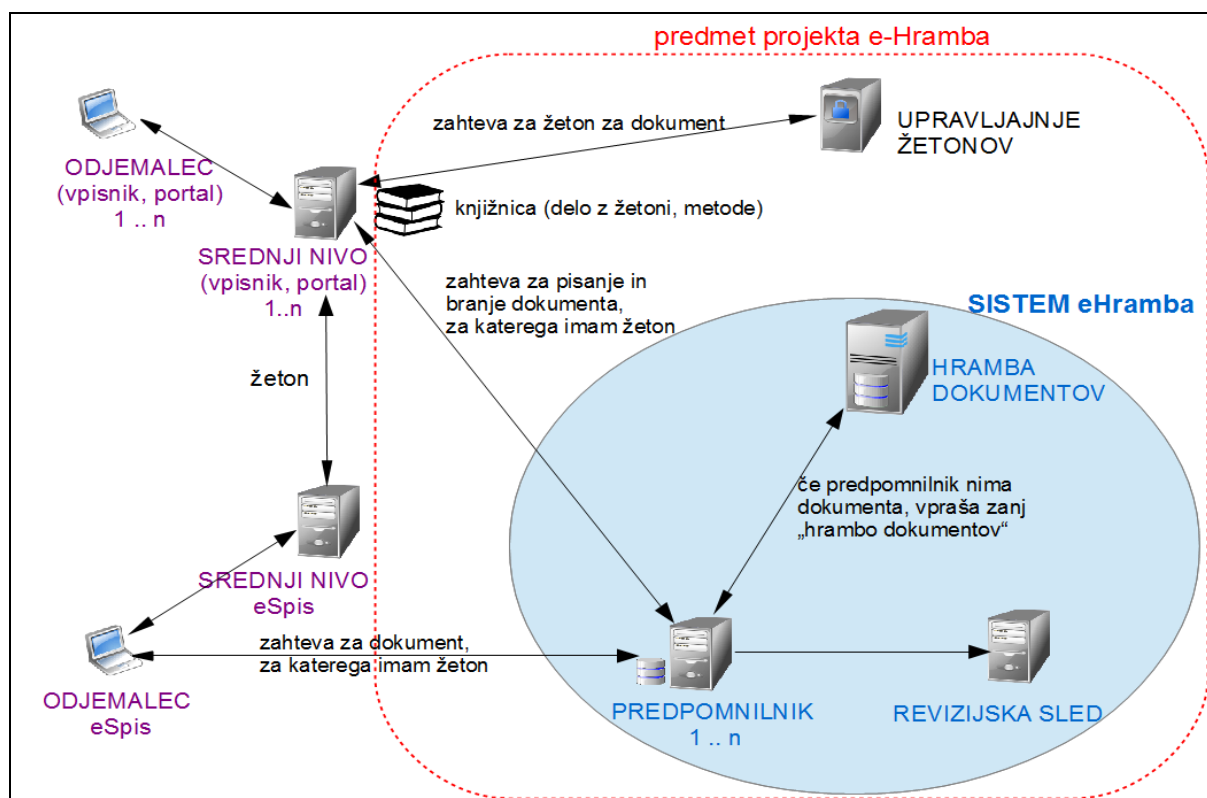 predmet projekta e-Hramba
zahteva za žeton za dokument
UPRAVLJAJNJE
ŽETONOV
ODJEMALEC
(vpisnik, portal)
1 .. n
knjižnica (delo z žetoni, metode)
SREDNJI NIVO
(vpisnik, portal)
1..n
zahteva za pisanje in
branje dokumenta,
za katerega imam žeton
SISTEM eHramba
HRAMBA
DOKUMENTOV
žeton
če predpomnilnik nima
dokumenta, vpraša zanj
„hrambo dokumentov“
SREDNJI NIVO
eSpis
zahteva za dokument,
za katerega imam žeton
ODJEMALEC
eSpis
PREDPOMNILNIK
1 .. n
REVIZIJSKA SLED